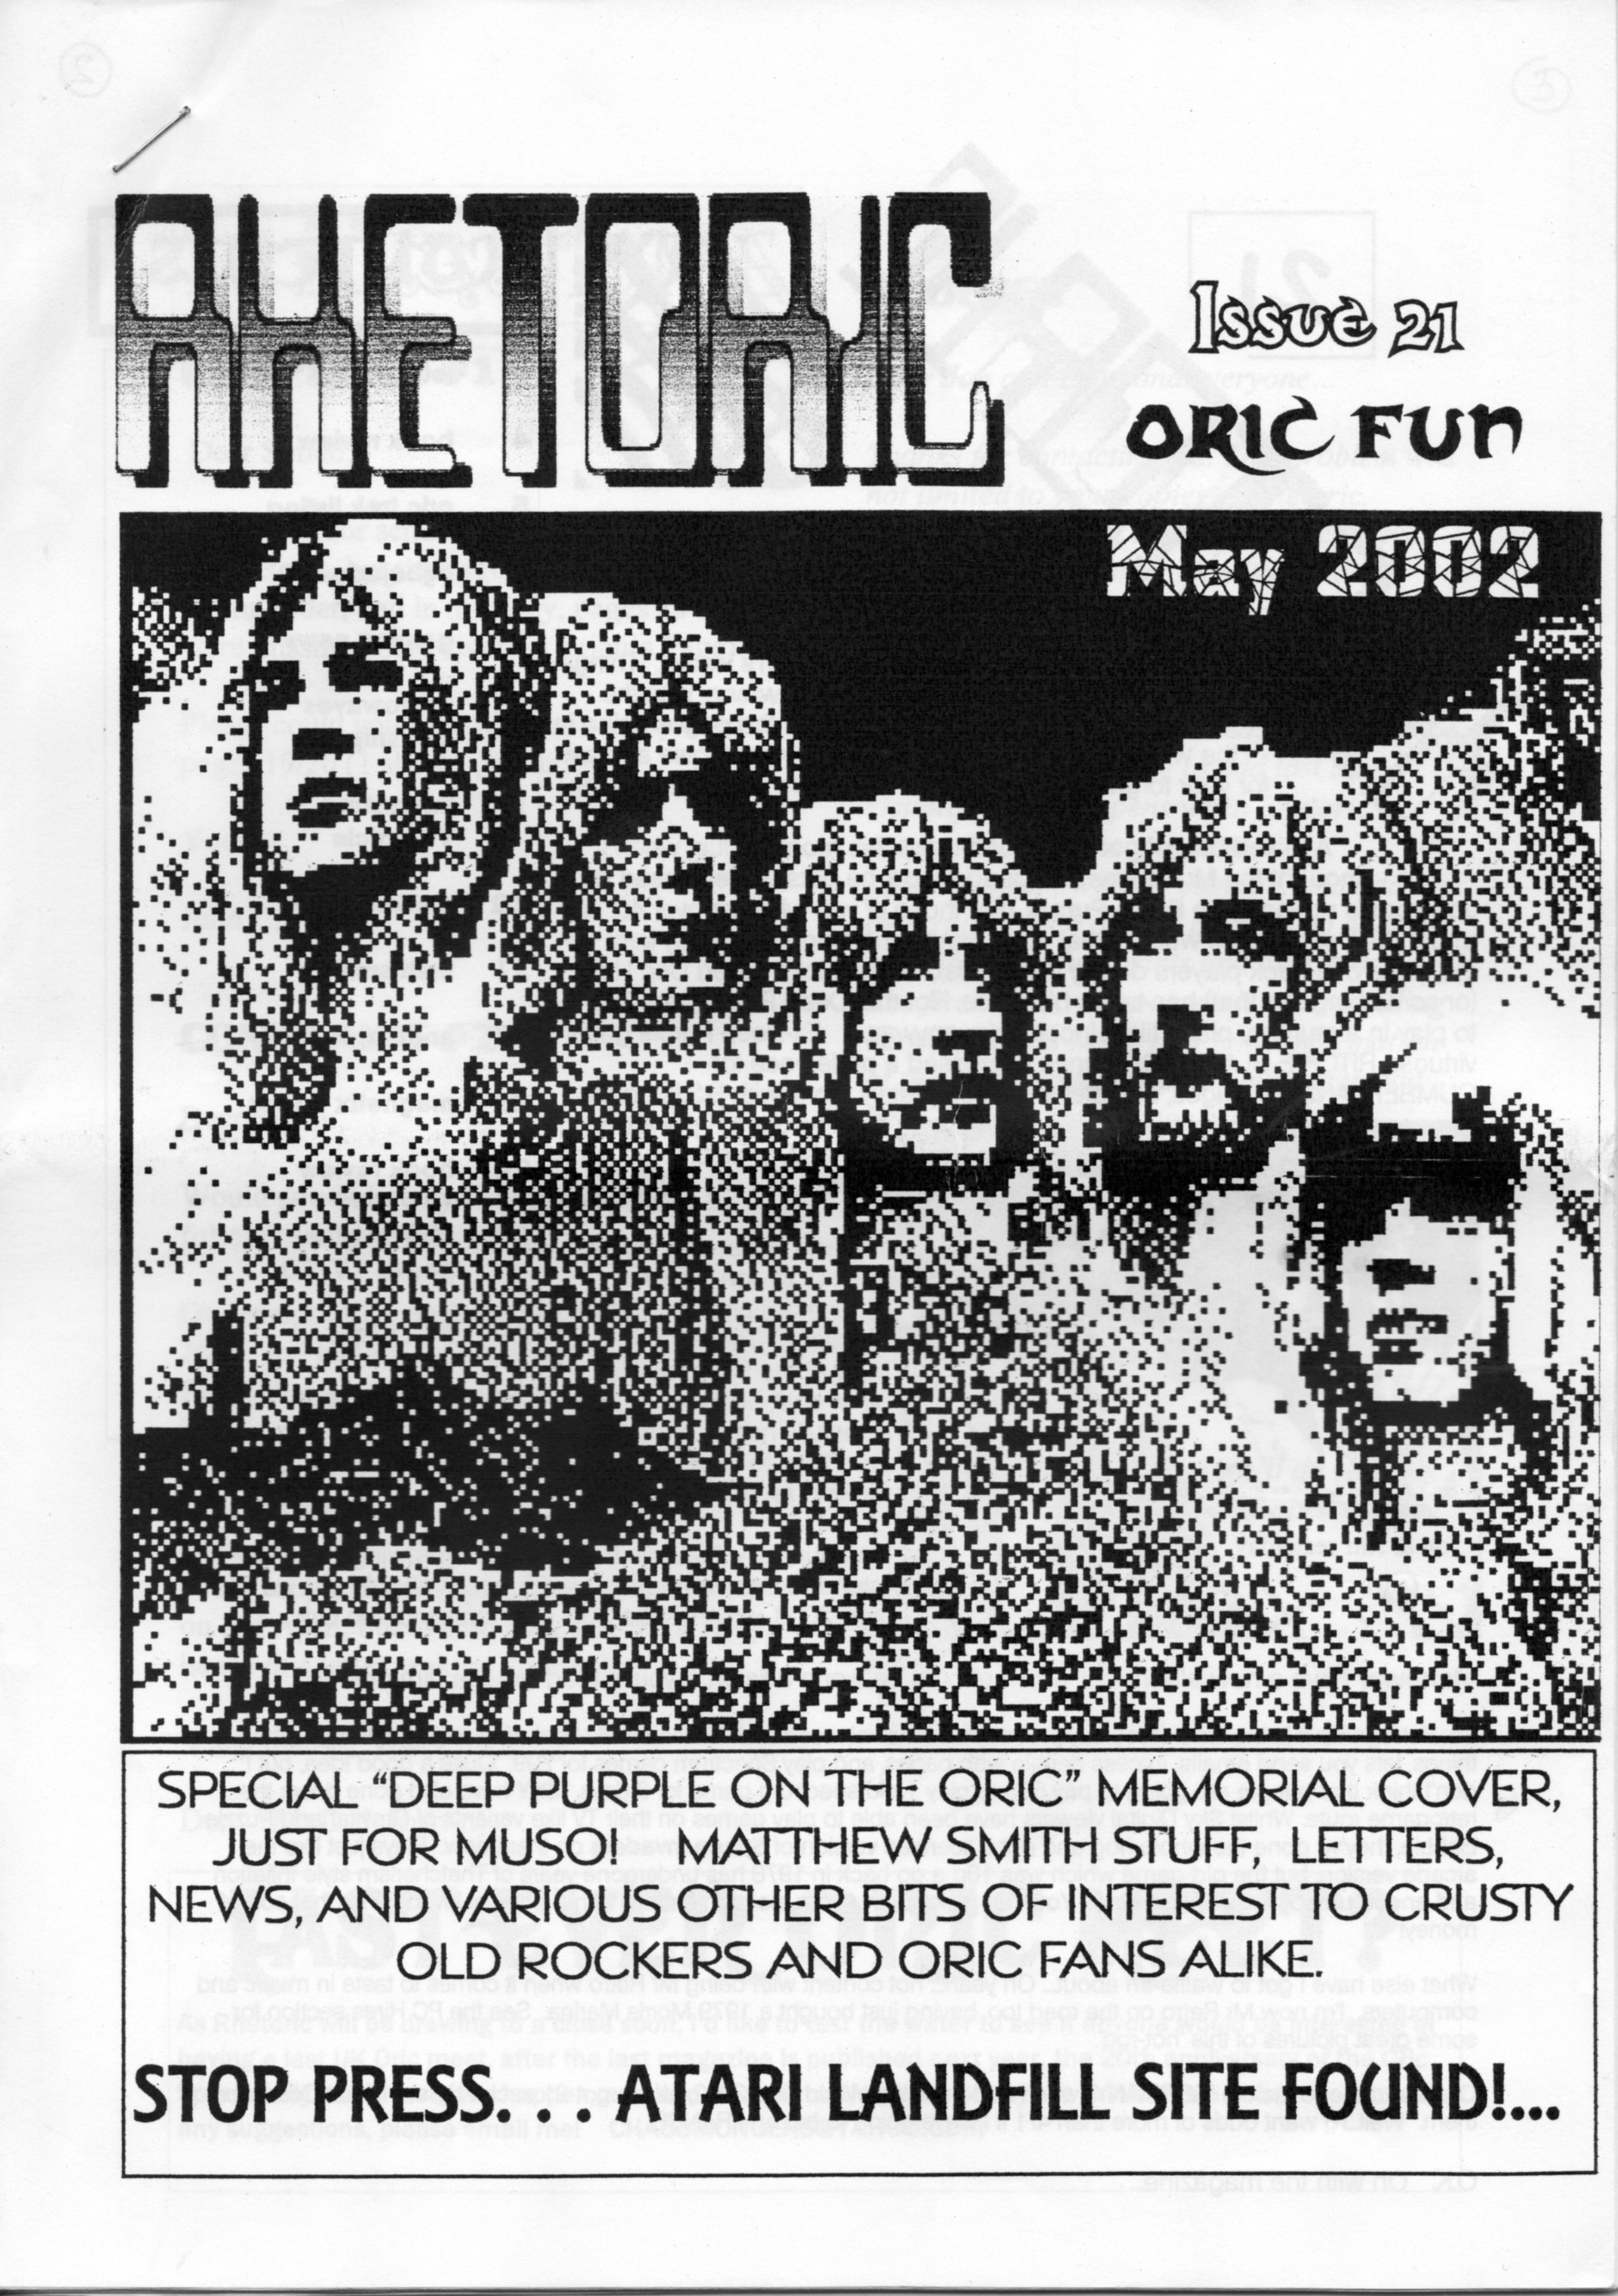 RHETORIC
Issue 21
ORIC FUN
May 2002
SPECIAL "DEEP PURPLE ON THE ORIC" MEMORIAL COVER,
JUST FOR MUSO! MATTHEW SMITH CULT, LETTERS,
NEWS, AND VARIOUS OTHER BITS OF INTEREST TO CRUSTY
OLD ROCKERS AND ORIC FANS ALIKE.
STOP PRESS. . . ATARI LANDFILL SITE FOUND!...